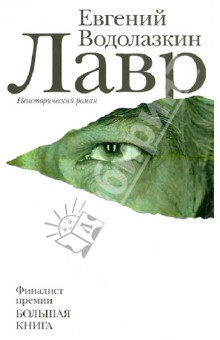 Евгений
Водолазкин
Лавр
Неисторический роман
Финалист
премии
БОЛЬШАЯ
КНИГА